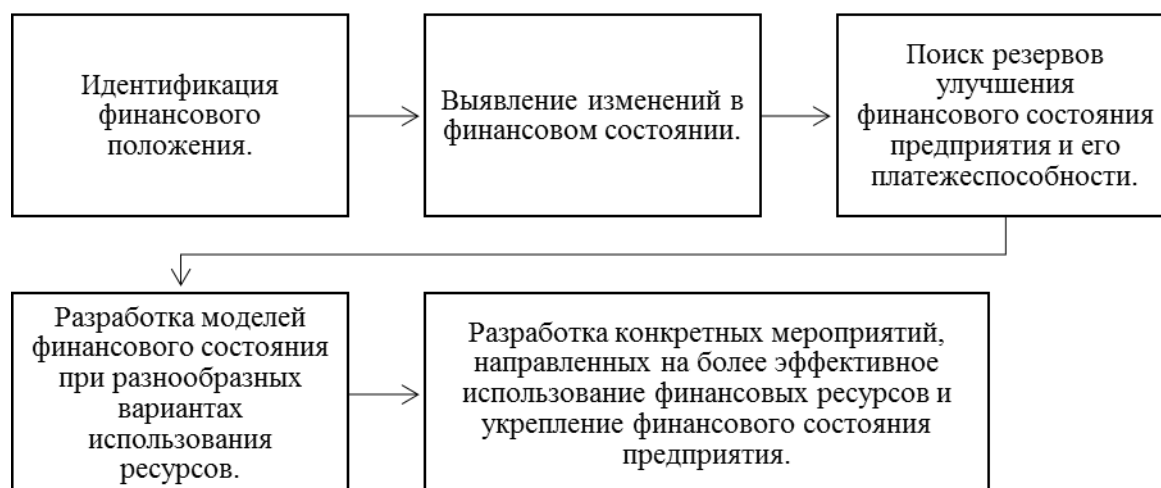 Идентификация
финансового
положения.
Выявление изменений в
финансовом состоянии.
Поиск резервов
улучшения
финансового состояния
предприятия и его
платежеспособности.
Разработка моделей
финансового состояния
при разнообразных
вариантах
использования
ресурсов.
Разработка конкретных мероприятий,
направленных на более эффективное
использование финансовых ресурсов и
укрепление финансового состояния
предприятия.